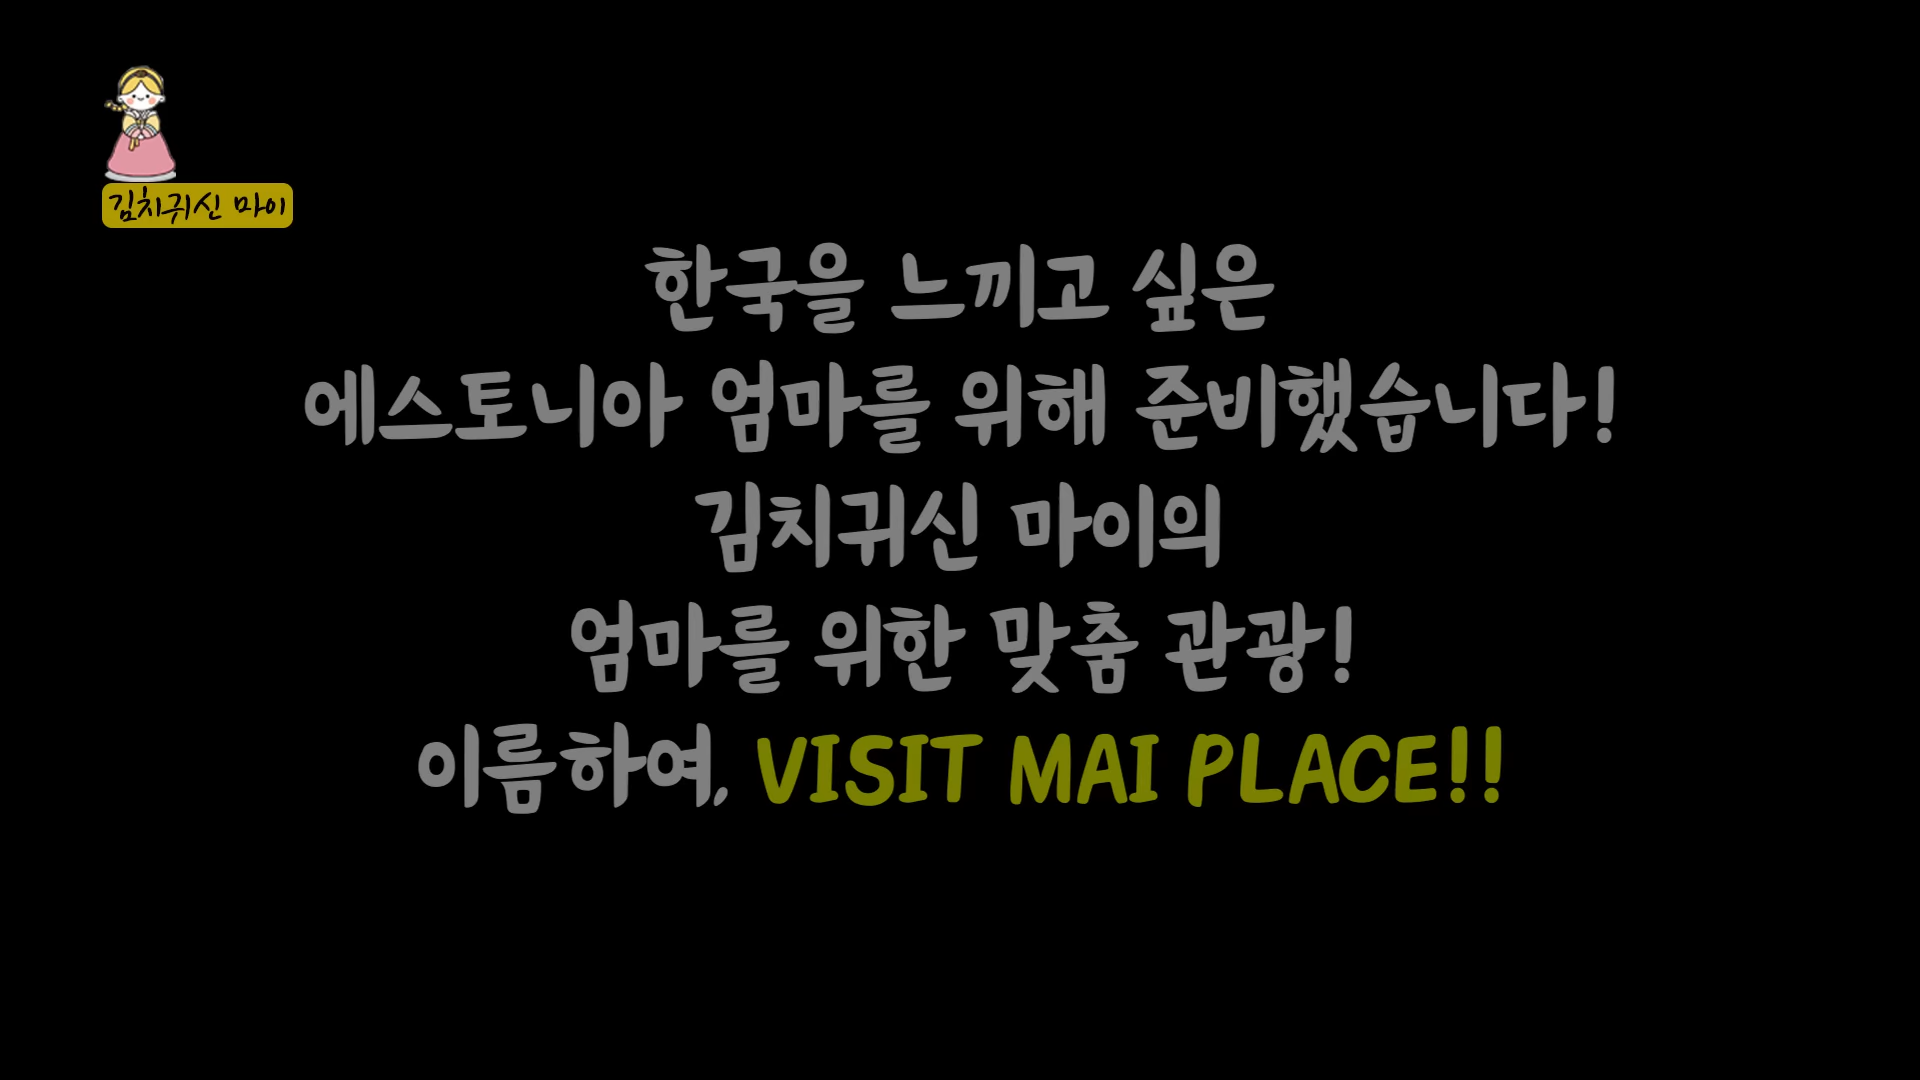 김치귀신 마이
한국을 느끼고 싶은
에스토니아 엄마를 위해 준비했습니다!
김치귀신 마이의
엄마를 위한 맞춤 관광!
이름하여, VISIT MAI PLACE!!